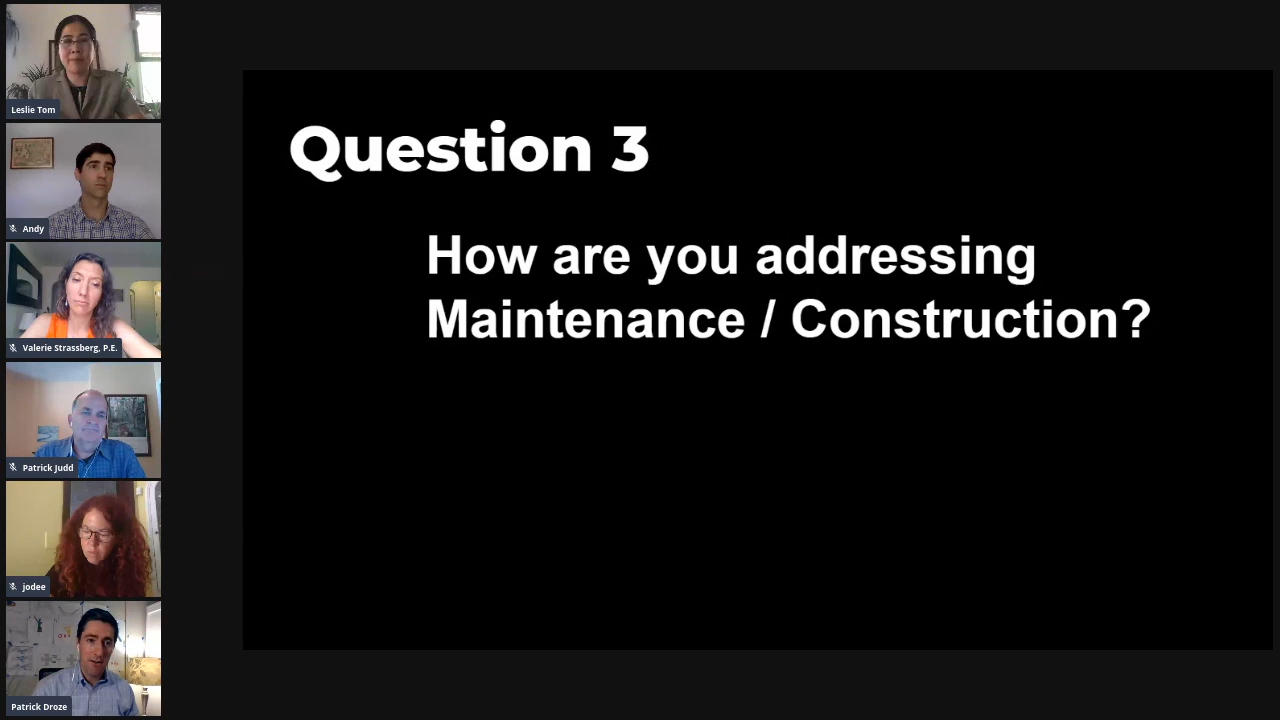 Leslie Tom
Andy
Valerie Strassberg, P.E.
Patrick Judd
jodee
Patrick Droze
Question 3
How are you addressing
Maintenance / Construction?